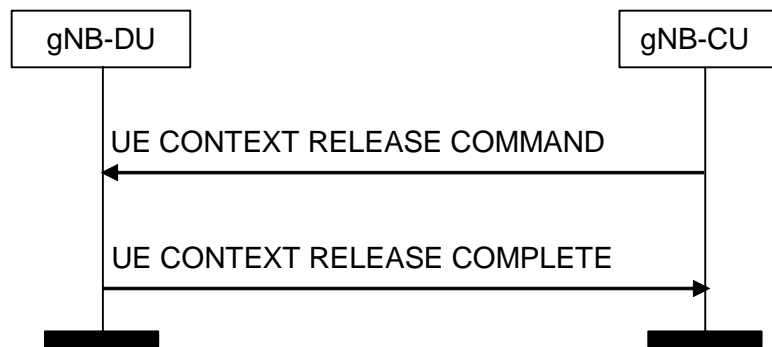 gNB-DU
gNB-CU
UE CONTEXT RELEASE COMMAND
UE CONTEXT RELEASE COMPLETE